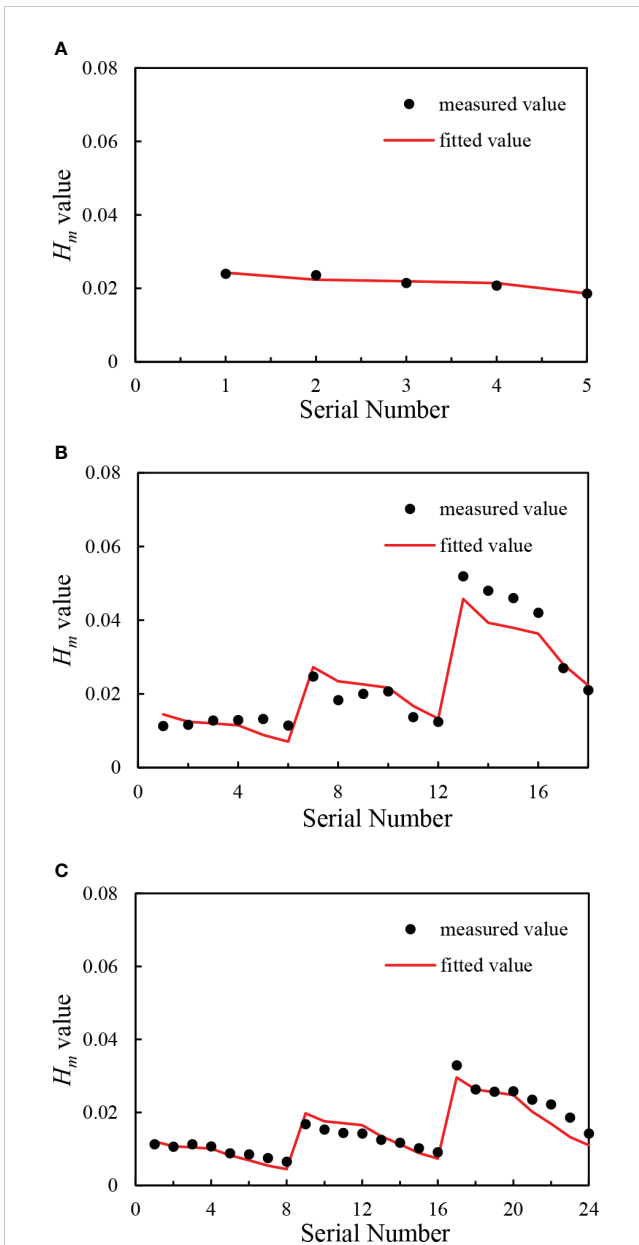 A
0.08
measured value
fitted value
0.06
0.04
0.02
0
H_m value
0 1 2 3 4 5
Serial Number
B
0.08
measured value
fitted value
0.06
0.04
0.02
0
H_m value
0 4 8 12 16
Serial Number
C
0.08
measured value
fitted value
0.06
0.04
0.02
0
H_m value
0 4 8 12 16 20 24
Serial Number